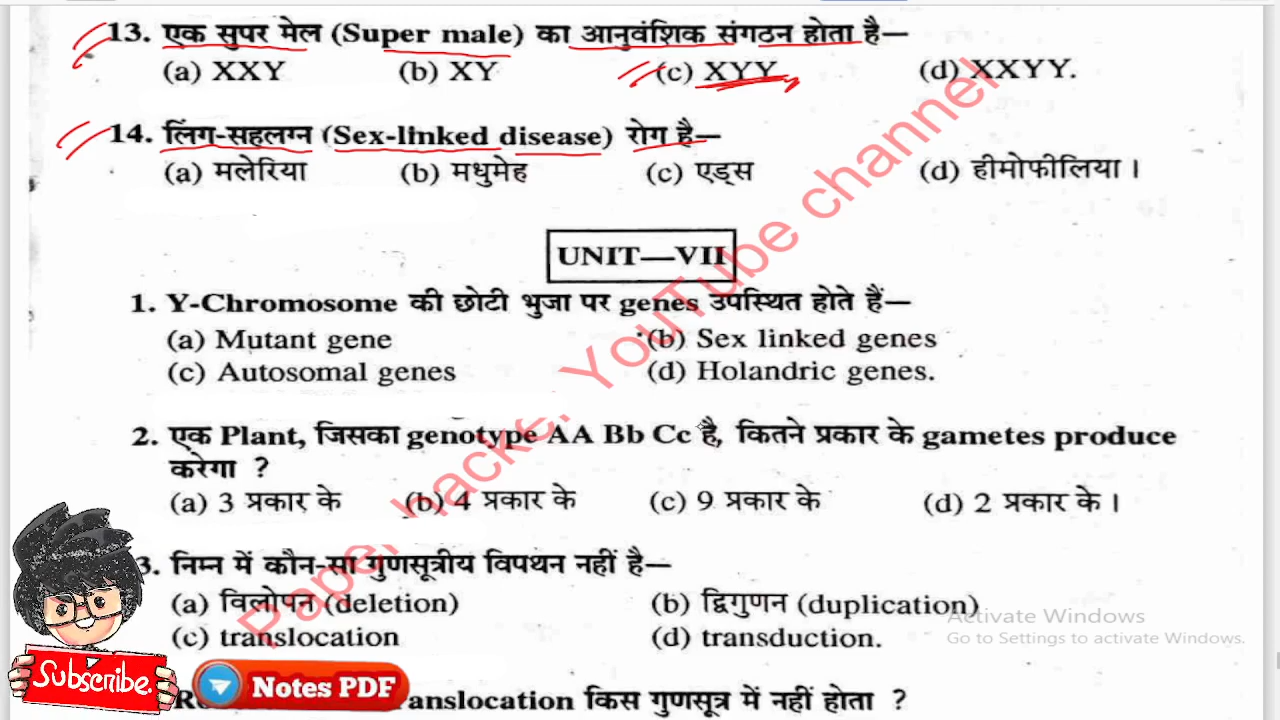 13. एक सुपर मेल (Super male) का आनुवंशिक संगठन होता है—
(a) XXY (b) XY (c) XYY (d) XXYY.
14. लिंग-सहलग्न (Sex-linked disease) रोग है—
(a) मलेरिया (b) मधुमेह (c) एड्स (d) हीमोफीलिया।
UNIT—VII
1. Y-Chromosome की छोटी भुजा पर genes उपस्थित होते हैं—
(a) Mutant gene (b) Sex linked genes
(c) Autosomal genes (d) Holandric genes.
2. एक Plant, जिसका genotype AA Bb Cc है, कितने प्रकार के gametes produce
करेगा ?
(a) 3 प्रकार के (b) 4 प्रकार के (c) 9 प्रकार के (d) 2 प्रकार के।
3. निम्न में कौन-सा गुणसूत्रीय विपथन नहीं है—
(a) विलोपन (deletion) (b) द्विगुणन (duplication)
(c) translocation (d) transduction.
anslocation किस गुणसूत्र में नहीं होता ?
Paper hacker YouTube channel
Activate Windows
Go to Settings to activate Windows.
Subscribe.
Notes PDF